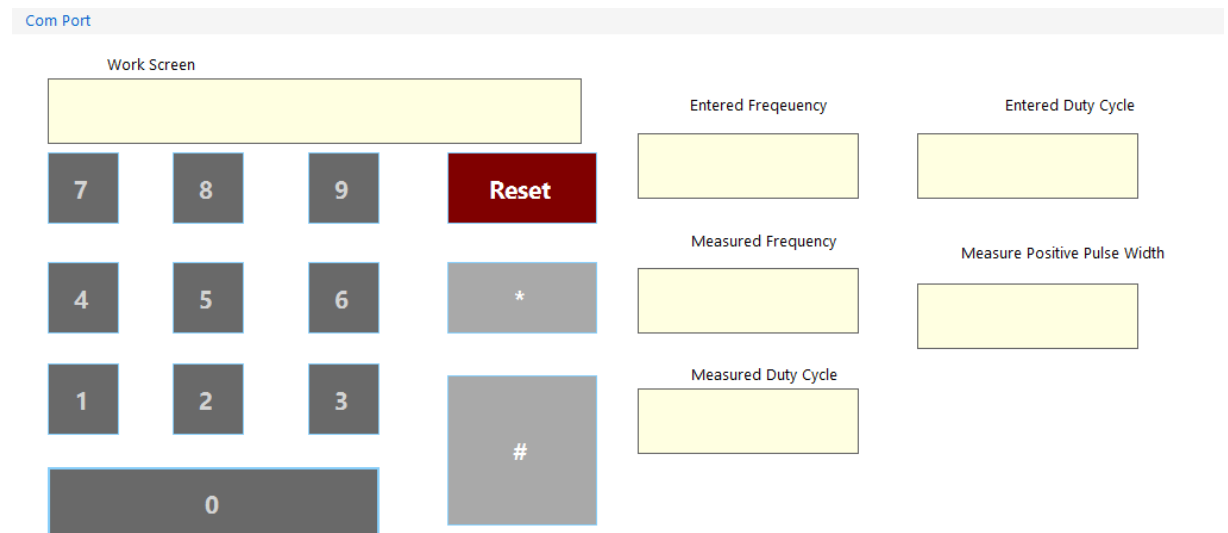 Com Port
Work Screen
Entered Freqeuency
Entered Duty Cycle
7 8 9 Reset
Measured Frequency
Measure Positive Pulse Width
4 5 6 *
Measured Duty Cycle
1 2 3
#
0